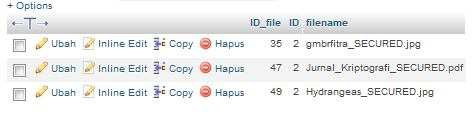 + Options
←T→ ID_file ID_ filename
Ubah Inline Edit Copy Hapus 35 2 gmbrfitra_SECURED.jpg
Ubah Inline Edit Copy Hapus 47 2 Jurnal_Kriptografi_SECURED.pdf
Ubah Inline Edit Copy Hapus 49 2 Hydrangeas_SECURED.jpg